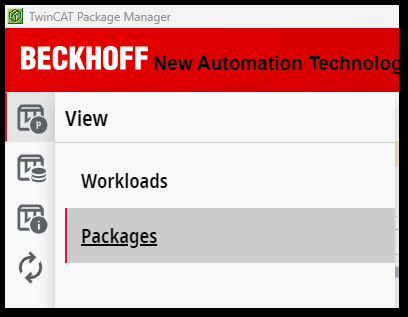 TwinCAT Package Manager
BECKHOFF New Automation Technolog
P
View
Workloads
i
Packages